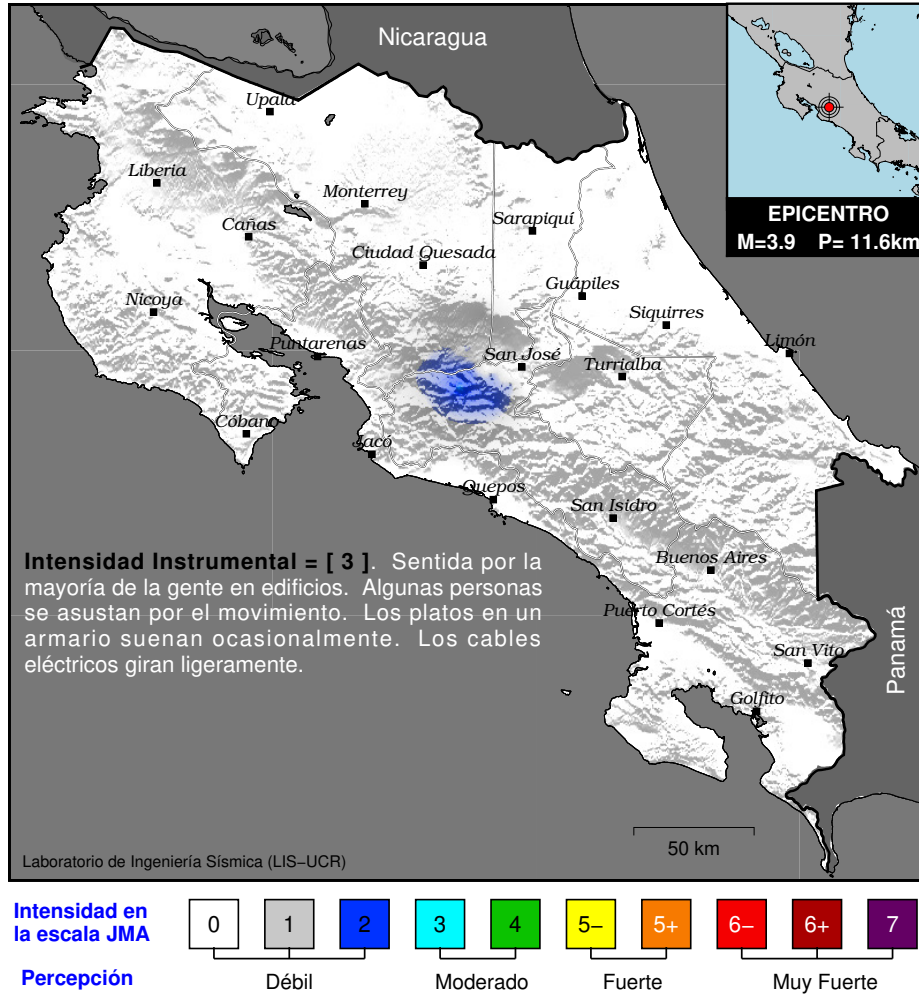 Nicaragua
EPICENTRO
M=3.9 P= 11.6km
Upala
Liberia
Monterrey
Cañas
Sarapiquí
Ciudad Quesada
Guápiles
Nicoya
Siquirres
Puntarenas
San José
Limón
Turrialba
Cóbano
Jacó
Quepos
San Isidro
Buenos Aires
Puerto Cortés
San Vito
Golfito
Panamá
Intensidad Instrumental = [ 3 ]. Sentida por la
mayoría de la gente en edificios. Algunas personas
se asustan por el movimiento. Los platos en un
armario suenan ocasionalmente. Los cables
eléctricos giran ligeramente.
50 km
Laboratorio de Ingeniería Sísmica (LIS−UCR)
Intensidad en
la escala JMA
0 1 2 3 4 5− 5+ 6− 6+ 7
Percepción
Débil Moderado Fuerte Muy Fuerte